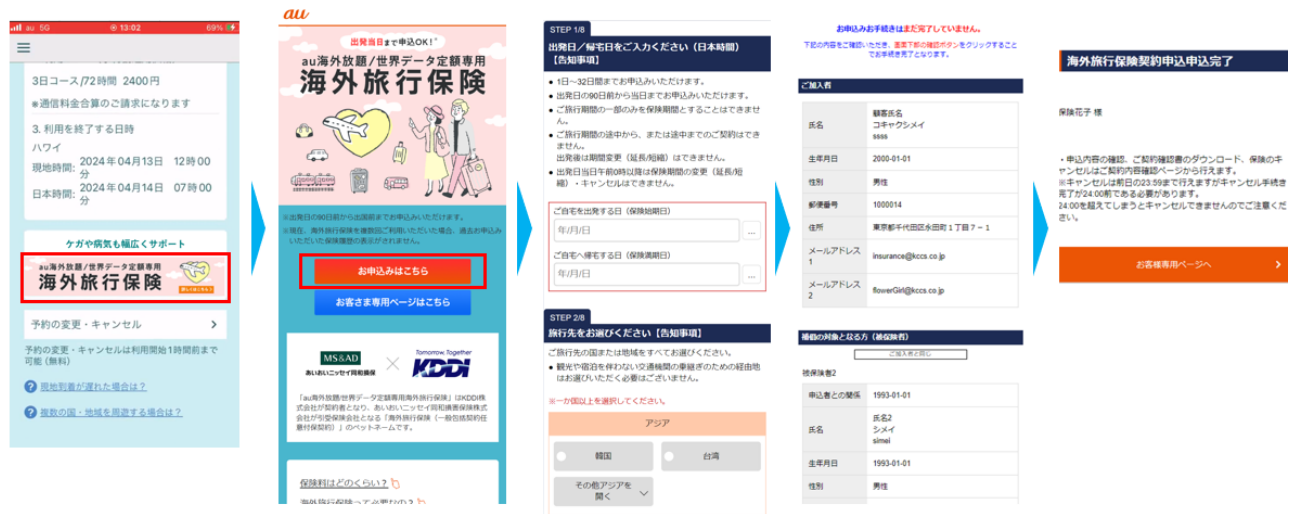 au 5G
13:02
69%
3日コース/72時間 2400円
※通信料金合算のご請求になります
3. 利用を終了する日時
ハワイ
現地時間: 2024年04月13日 12時00分
日本時間: 2024年04月14日 07時00分
ケガや病気も幅広くサポート
au海外放題/世界データ定額専用
海外旅行保険
予約の変更・キャンセル
予約の変更・キャンセルは利用開始1時間前まで
可能 (無料)
現地到着が遅れた場合は？
複数の国・地域を周遊する場合は？
au
出発当日まで申込OK!
au海外放題/世界データ定額専用
海外旅行保険
※出発日の90日前から出国前までお申込みいただけます。
※現在、海外旅行保険を複数回ご利用いただいた場合、過去お申込み
いただいた保険履歴の表示がされません。
お申込みはこちら
お客さま専用ページはこちら
MS&AD
あいおいニッセイ同和損保
×
Tomorrow, Together
KDDI
「au海外放題/世界データ定額専用海外旅行保険」はKDDI株
式会社が契約者となり、あいおいニッセイ同和損害保険株式
会社が引受保険会社となる「海外旅行保険（一般包括契約任
意付保契約）」のペットネームです。
保険料はどのくらい？
海外旅行保険って必要なの？
STEP 1/8
出発日／帰宅日をご入力ください（日本時間）
【告知事項】
• 1日～32日間までお申込みいただけます。
• 出発日の90日前から当日までお申込みいただけます。
• ご旅行期間の一部のみを保険期間とすることはできませ
ん。
• ご旅行期間の途中から、または途中までのご契約はでき
ません。
出発後は期間変更（延長/短縮）はできません。
• 出発日当日午前0時以降は保険期間の変更（延長/短
縮）・キャンセルはできません。
ご自宅を出発する日（保険始期日）
年/月/日
...
ご自宅へ帰宅する日（保険満期日）
年/月/日
...
STEP 2/8
旅行先をお選びください【告知事項】
ご旅行先の国または地域をすべてお選びください。
• 観光や宿泊を伴わない交通機関の乗継ぎのための経由地
はお選びいただく必要はございません。
※一か国以上を選択してください。
アジア
韓国
台湾
その他アジアを
開く
お申込みお手続きはまだ完了していません。
下記の内容をご確認いただき、画面下部の確認ボタンをクリックすること
でお手続き完了となります。
ご加入者
氏名
顧客氏名
コキャクシメイ
ssss
生年月日 2000-01-01
性別 男性
郵便番号 1000014
住所 東京都千代田区永田町１丁目７－１
メールアドレス
1
insurance@kccs.co.jp
メールアドレス
2
flowerGirl@kccs.co.jp
補償の対象となる方（被保険者）
ご加入者と同じ
被保険者2
申込者との関係 1993-01-01
氏名
氏名2
シメイ
simei
生年月日 1993-01-01
性別 男性
海外旅行保険契約申込申込完了
保険花子 様
・申込内容の確認、ご契約確認書のダウンロード、保険のキ
ャンセルはご契約内容確認ページから行えます。
※キャンセルは前日の23:59まで行えますがキャンセル手続き
完了が24:00前である必要があります。
24:00を超えてしまうとキャンセルできませんのでご注意くだ
さい。
お客様専用ページへ